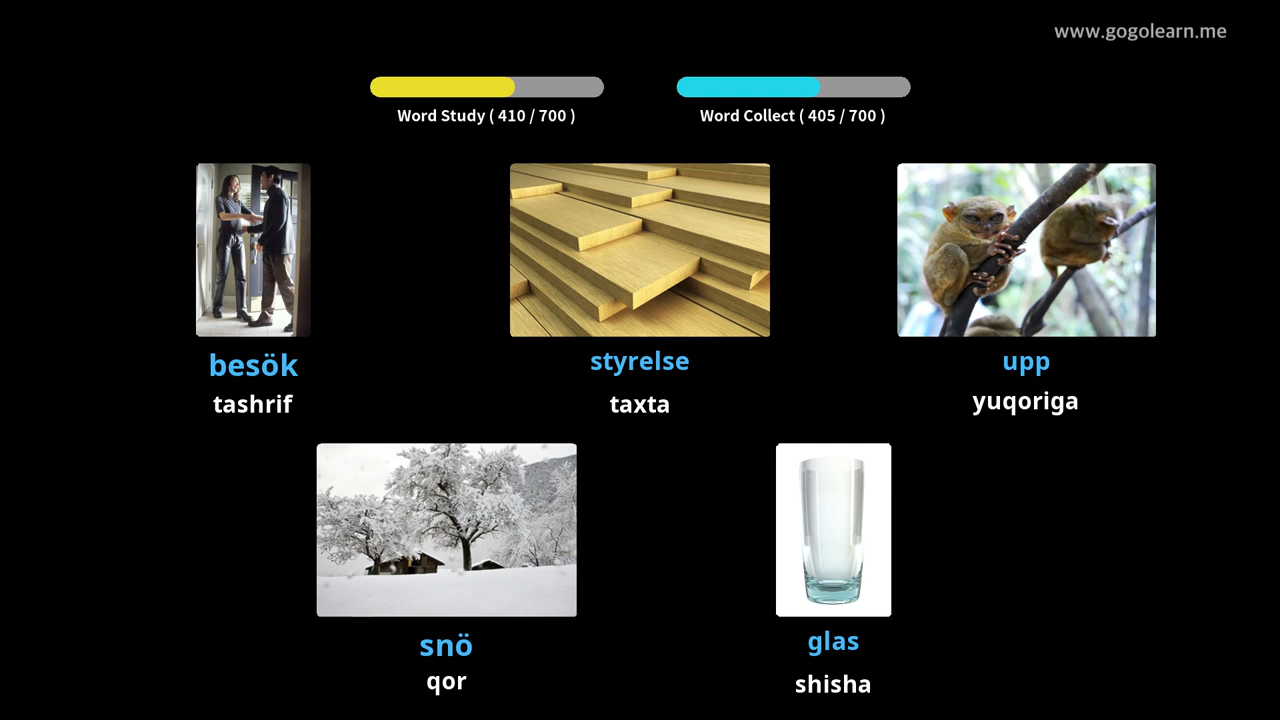 www.gogolearn.me
Word Study ( 410 / 700 )
Word Collect ( 405 / 700 )
besök
tashrif
styrelse
taxta
upp
yuqoriga
snö
qor
glas
shisha